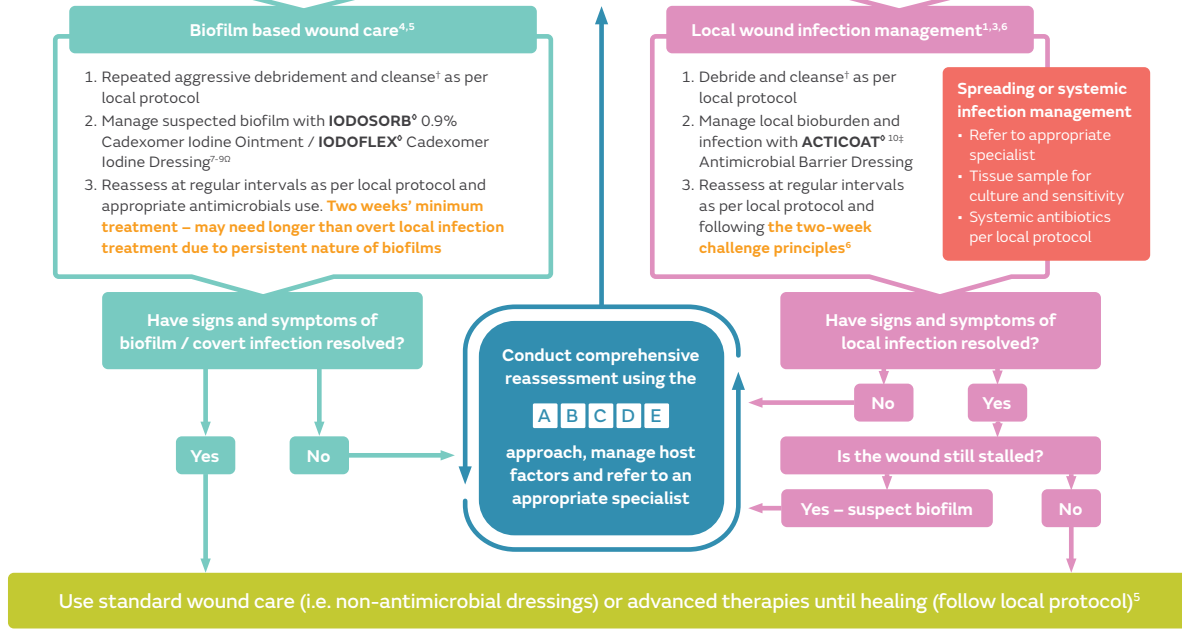 Biofilm based wound care4,5
1. Repeated aggressive debridement and cleanse† as per
local protocol
2. Manage suspected biofilm with IODOSORB◊ 0.9%
Cadexomer Iodine Ointment / IODOFLEX◊ Cadexomer
Iodine Dressing7-9Ω
3. Reassess at regular intervals as per local protocol and
appropriate antimicrobials use. Two weeks’ minimum
treatment – may need longer than overt local infection
treatment due to persistent nature of biofilms
Local wound infection management1,3,6
1. Debride and cleanse† as per
local protocol
2. Manage local bioburden and
infection with ACTICOAT◊ 10‡
Antimicrobial Barrier Dressing
3. Reassess at regular intervals
as per local protocol and
following the two-week
challenge principles6
Spreading or systemic
infection management
• Refer to appropriate
specialist
• Tissue sample for
culture and sensitivity
• Systemic antibiotics
per local protocol
Have signs and symptoms of
biofilm / covert infection resolved?
Yes
No
Conduct comprehensive
reassessment using the
A B C D E
approach, manage host
factors and refer to an
appropriate specialist
Have signs and symptoms of
local infection resolved?
No
Yes
Is the wound still stalled?
Yes – suspect biofilm
No
Use standard wound care (i.e. non-antimicrobial dressings) or advanced therapies until healing (follow local protocol)5